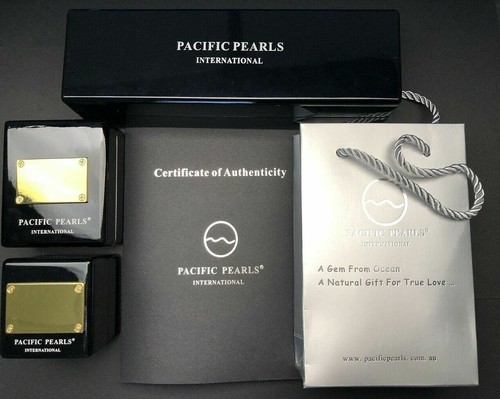 PACIFIC PEARLS
INTERNATIONAL
PACIFIC PEARLS®
INTERNATIONAL
PACIFIC PEARLS®
INTERNATIONAL
Certificate of Authenticity
PACIFIC PEARLS®
INTERNATIONAL
PACIFIC PEARLS®
INTERNATIONAL
A Gem From Ocean
A Natural Gift For True Love ...
www. pacificpearls. com. au